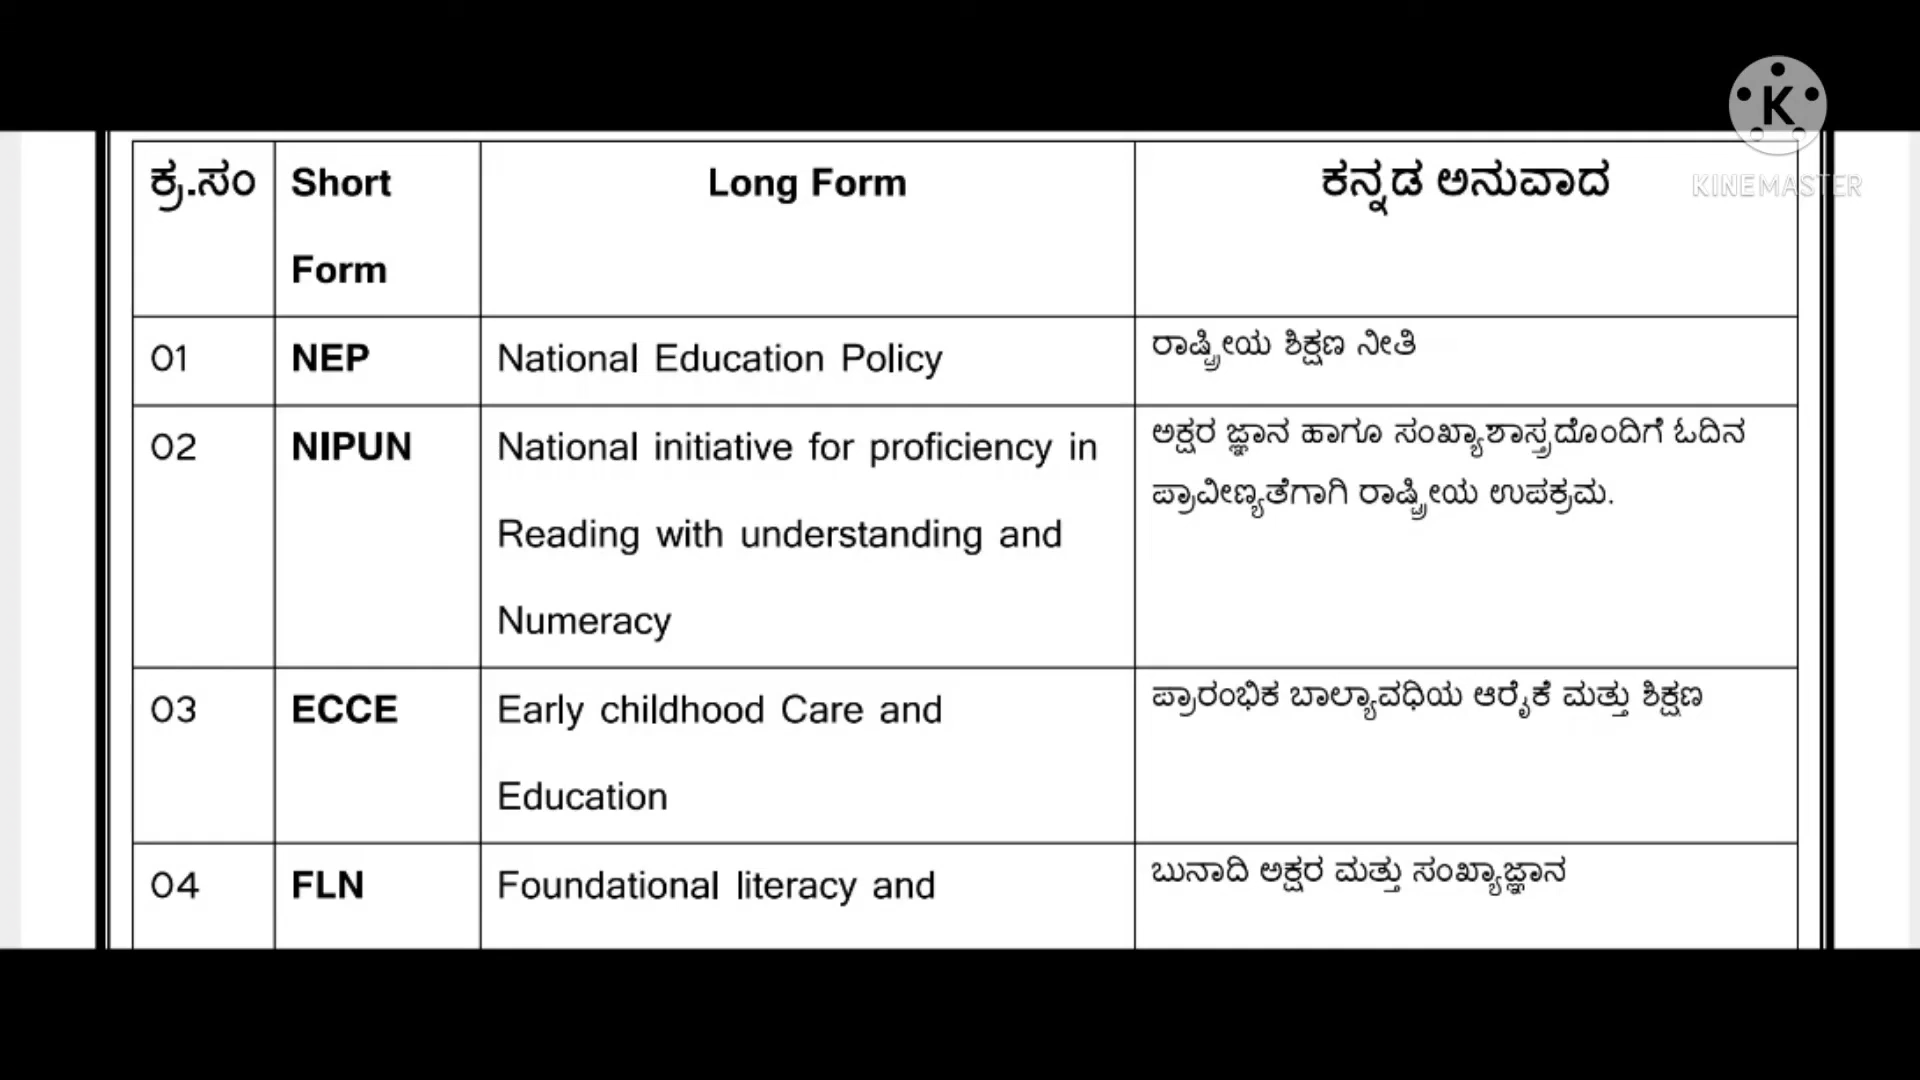 ಕ್ರ.ಸಂ Short Form Long Form ಕನ್ನಡ ಅನುವಾದ
01 NEP National Education Policy ರಾಷ್ಟ್ರೀಯ ಶಿಕ್ಷಣ ನೀತಿ
02 NIPUN National initiative for proficiency in
Reading with understanding and
Numeracy
ಅಕ್ಷರ ಜ್ಞಾನ ಹಾಗೂ ಸಂಖ್ಯಾಶಾಸ್ತ್ರದೊಂದಿಗೆ ಓದಿನ
ಪ್ರಾವೀಣ್ಯತೆಗಾಗಿ ರಾಷ್ಟ್ರೀಯ ಉಪಕ್ರಮ.
03 ECCE Early childhood Care and
Education
ಪ್ರಾರಂಭಿಕ ಬಾಲ್ಯಾವಧಿಯ ಆರೈಕೆ ಮತ್ತು ಶಿಕ್ಷಣ
04 FLN Foundational literacy and
ಬುನಾದಿ ಅಕ್ಷರ ಮತ್ತು ಸಂಖ್ಯಾಜ್ಞಾನ
K
KINEMASTER